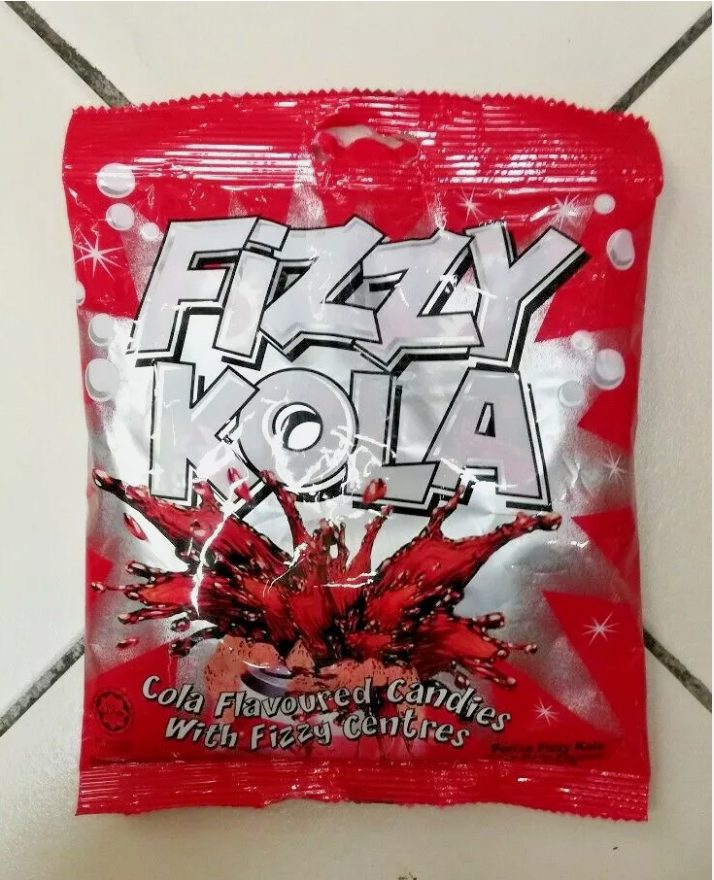 FiZZY
KOLA
Cola Flavoured Candies
With Fizzy Centres
Perisa Fizzy Kola